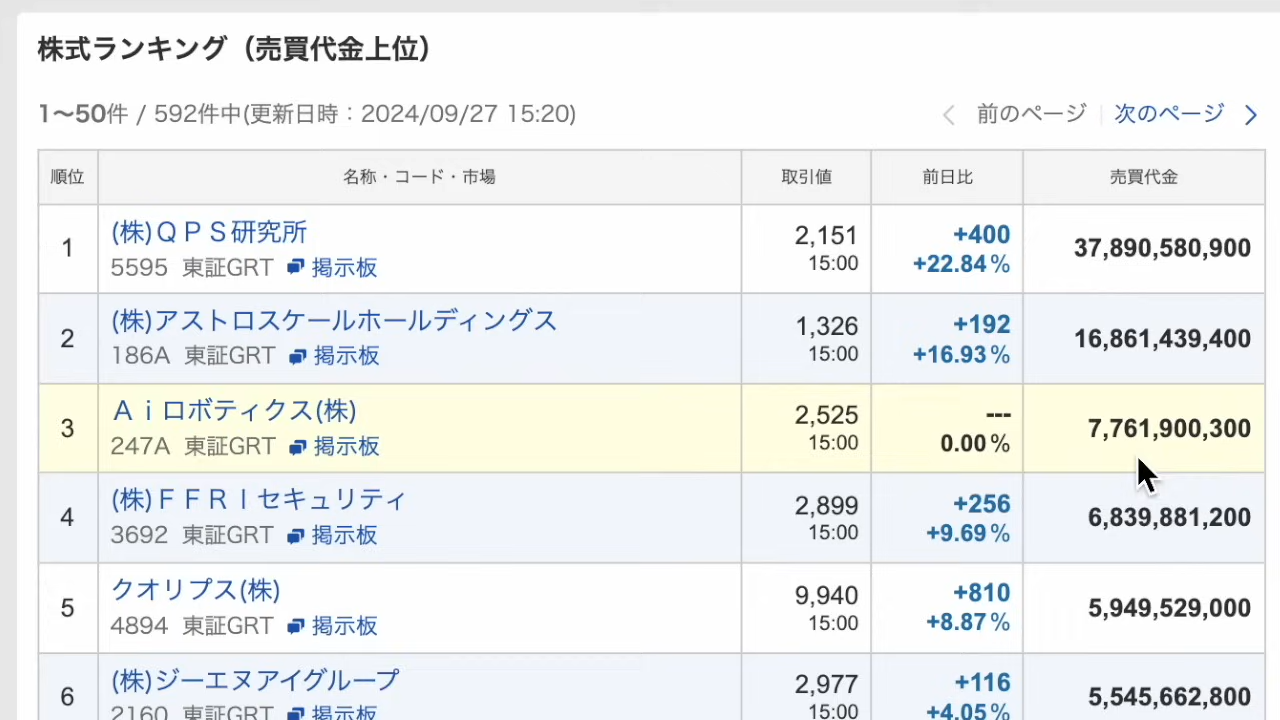 株式ランキング（売買代金上位）
1〜50件 / 592件中(更新日時：2024/09/27 15:20)
前のページ 次のページ
順位 名称・コード・市場 取引値 前日比 売買代金
1 (株)ＱＰＳ研究所 2,151 +400 37,890,580,900
5595 東証GRT 掲示板 15:00 +22.84%
2 (株)アストロスケールホールディングス 1,326 +192 16,861,439,400
186A 東証GRT 掲示板 15:00 +16.93%
3 Ａｉロボティクス(株) 2,525 --- 7,761,900,300
247A 東証GRT 掲示板 15:00 0.00%
4 (株)ＦＦＲＩセキュリティ 2,899 +256 6,839,881,200
3692 東証GRT 掲示板 15:00 +9.69%
5 クオリプス(株) 9,940 +810 5,949,529,000
4894 東証GRT 掲示板 15:00 +8.87%
6 (株)ジーエヌアイグループ 2,977 +116 5,545,662,800
2160 東証GRT 掲示板 15:00 +4.05%